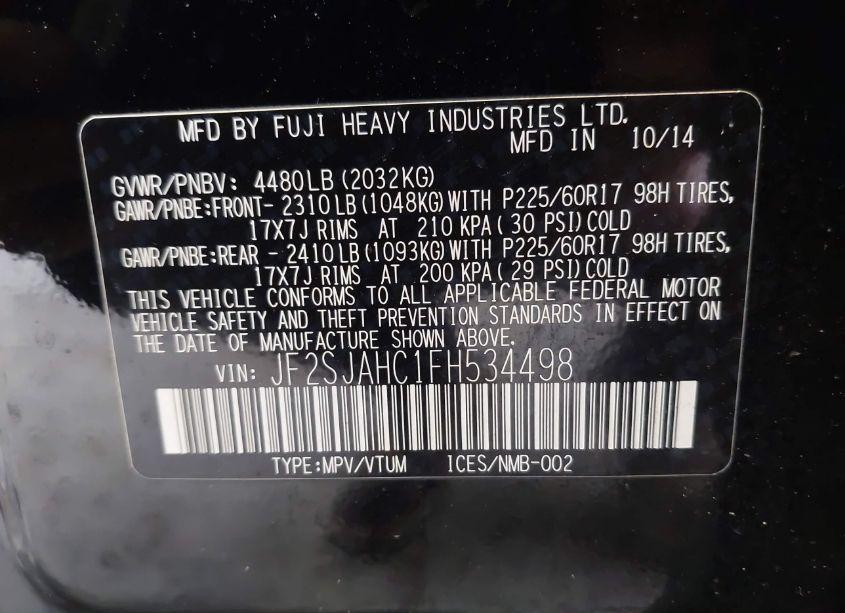 MFD BY FUJI HEAVY INDUSTRIES LTD.
MFD IN 10/14
GVWR/PNBV: 4480LB (2032KG)
GAWR/PNBE:FRONT- 2310LB (1048KG) WITH P225/60R17 98H TIRES,
17X7J RIMS AT 210 KPA ( 30 PSI) COLD
GAWR/PNBE:REAR - 2410LB (1093KG) WITH P225/60R17 98H TIRES,
17X7J RIMS AT 200 KPA ( 29 PSI) COLD
THIS VEHICLE CONFORMS TO ALL APPLICABLE FEDERAL MOTOR
VEHICLE SAFETY AND THEFT PREVENTION STANDARDS IN EFFECT ON
THE DATE OF MANUFACTURE SHOWN ABOVE.
VIN: JF2SJAHC1FH534498
TYPE:MPV/VTUM ICES/NMB-002